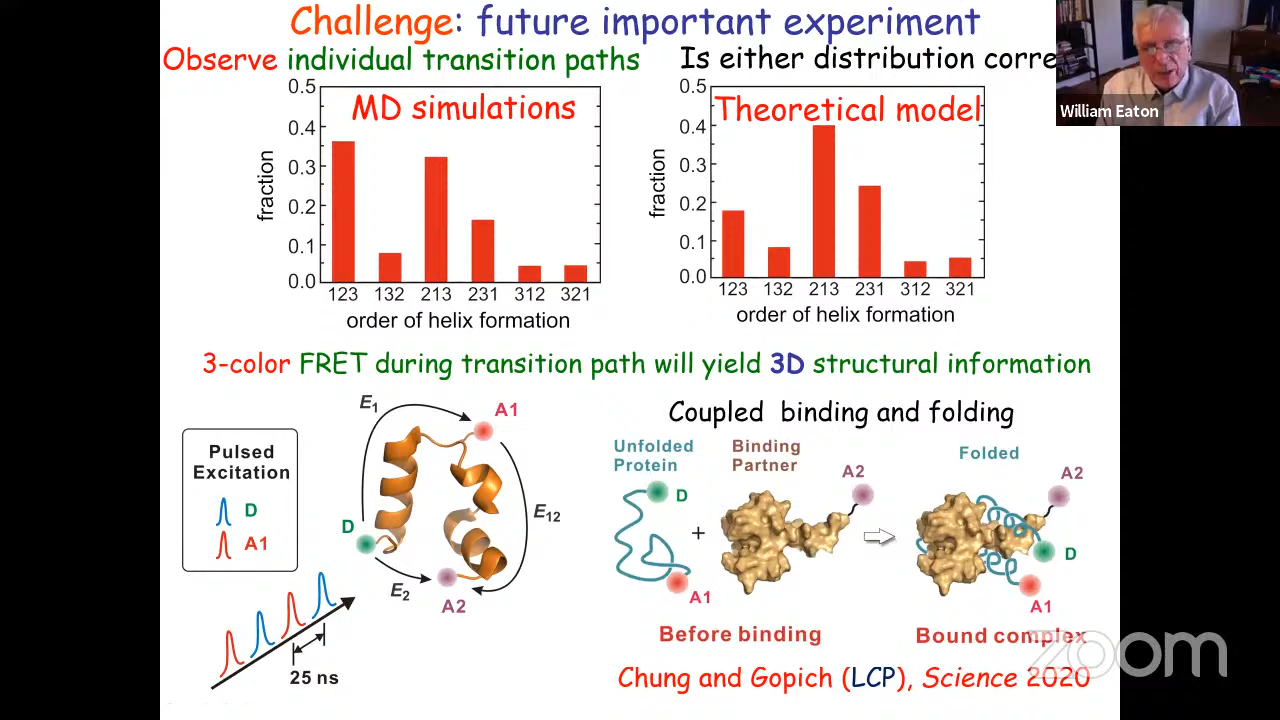 Challenge: future important experiment
Observe individual transition paths
Is either distribution corre
William Eaton
MD simulations
0.5
0.4
0.3
0.2
0.1
0.0
fraction
123 132 213 231 312 321
order of helix formation
Theoretical model
0.5
0.4
0.3
0.2
0.1
0.0
fraction
123 132 213 231 312 321
order of helix formation
3-color FRET during transition path will yield 3D structural information
Pulsed
Excitation
D
A1
25 ns
E1
A1
D
E12
E2
A2
Coupled binding and folding
Unfolded
Protein
D
A1
+
Binding
Partner
A2
Folded
A2
D
A1
Before binding
Bound complex
zoom
Chung and Gopich (LCP), Science 2020